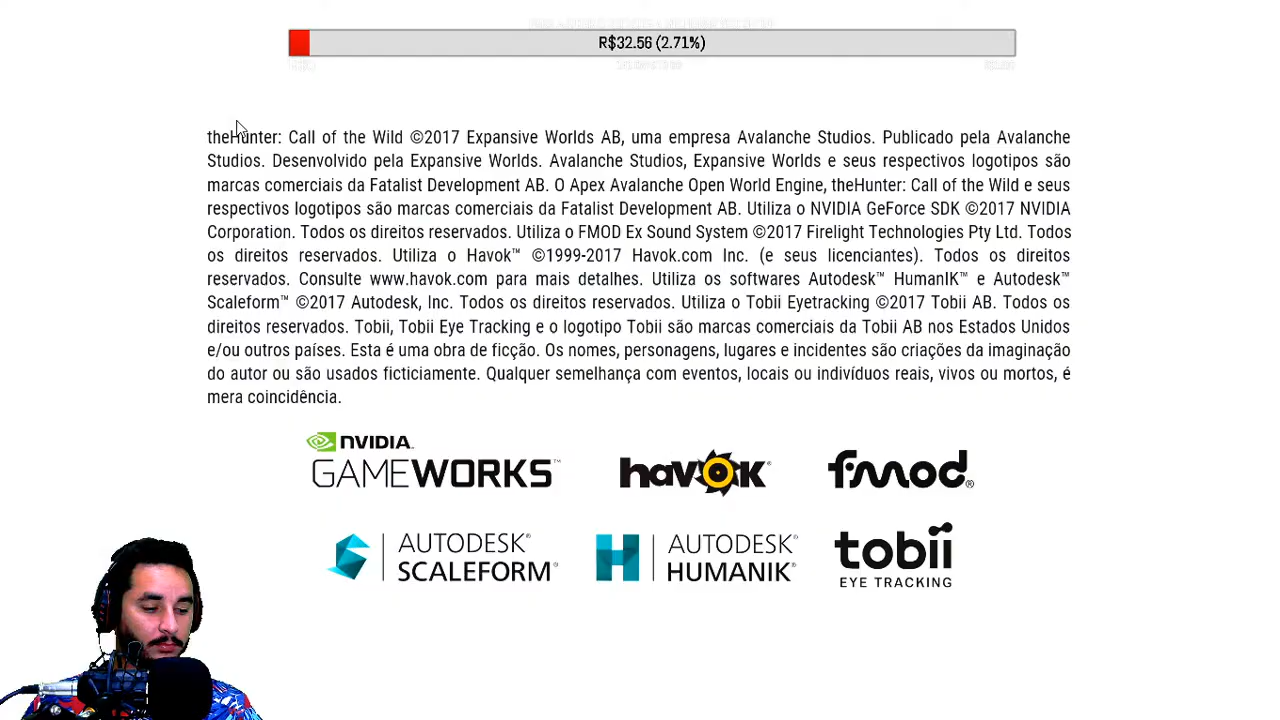 R$32.56 (2.71%)
theHunter: Call of the Wild ©2017 Expansive Worlds AB, uma empresa Avalanche Studios. Publicado pela Avalanche
Studios. Desenvolvido pela Expansive Worlds. Avalanche Studios, Expansive Worlds e seus respectivos logotipos são
marcas comerciais da Fatalist Development AB. O Apex Avalanche Open World Engine, theHunter: Call of the Wild e seus
respectivos logotipos são marcas comerciais da Fatalist Development AB. Utiliza o NVIDIA GeForce SDK ©2017 NVIDIA
Corporation. Todos os direitos reservados. Utiliza o FMOD Ex Sound System ©2017 Firelight Technologies Pty Ltd. Todos
os direitos reservados. Utiliza o Havok™ ©1999-2017 Havok.com Inc. (e seus licenciantes). Todos os direitos
reservados. Consulte www.havok.com para mais detalhes. Utiliza os softwares Autodesk™ HumanIK™ e Autodesk™
Scaleform™ ©2017 Autodesk, Inc. Todos os direitos reservados. Utiliza o Tobii Eyetracking ©2017 Tobii AB. Todos os
direitos reservados. Tobii, Tobii Eye Tracking e o logotipo Tobii são marcas comerciais da Tobii AB nos Estados Unidos
e/ou outros países. Esta é uma obra de ficção. Os nomes, personagens, lugares e incidentes são criações da imaginação
do autor ou são usados ficticiamente. Qualquer semelhança com eventos, locais ou indivíduos reais, vivos ou mortos, é
mera coincidência.
NVIDIA.
GAMEWORKS™
havok®
fmod®
AUTODESK®
SCALEFORM®
AUTODESK®
HUMANIK®
tobii
EYE TRACKING